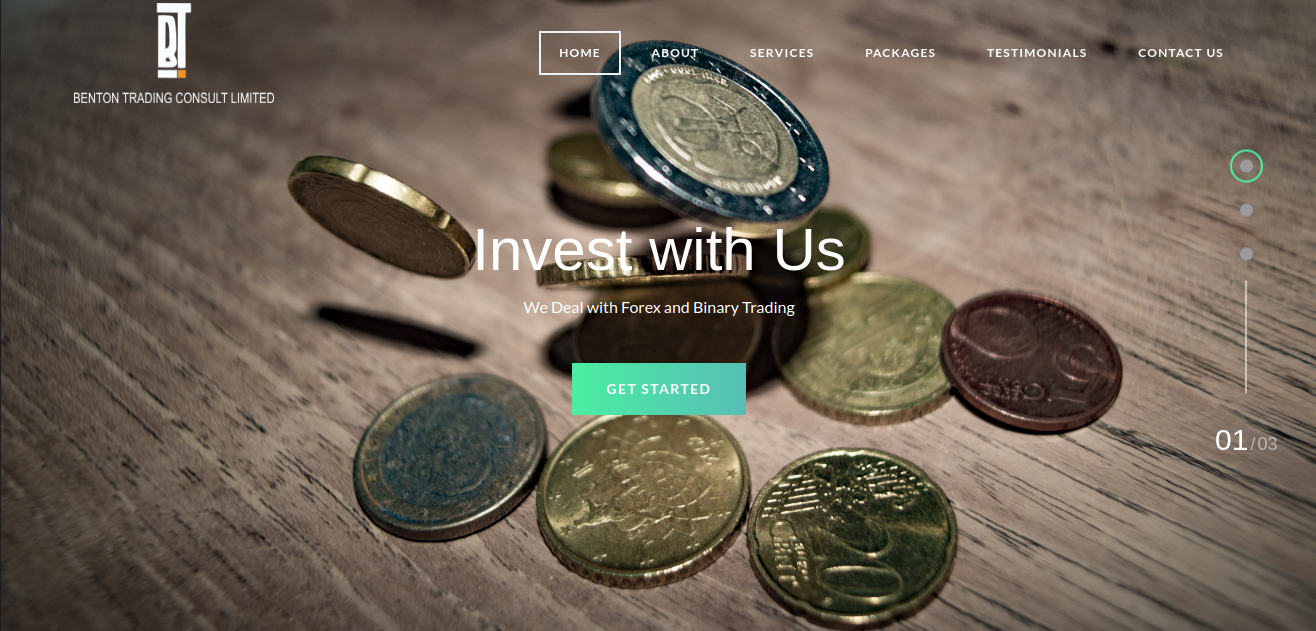 BT
BENTON TRADING CONSULT LIMITED
HOME ABOUT SERVICES PACKAGES TESTIMONIALS CONTACT US
Invest with Us
We Deal with Forex and Binary Trading
GET STARTED
01/03